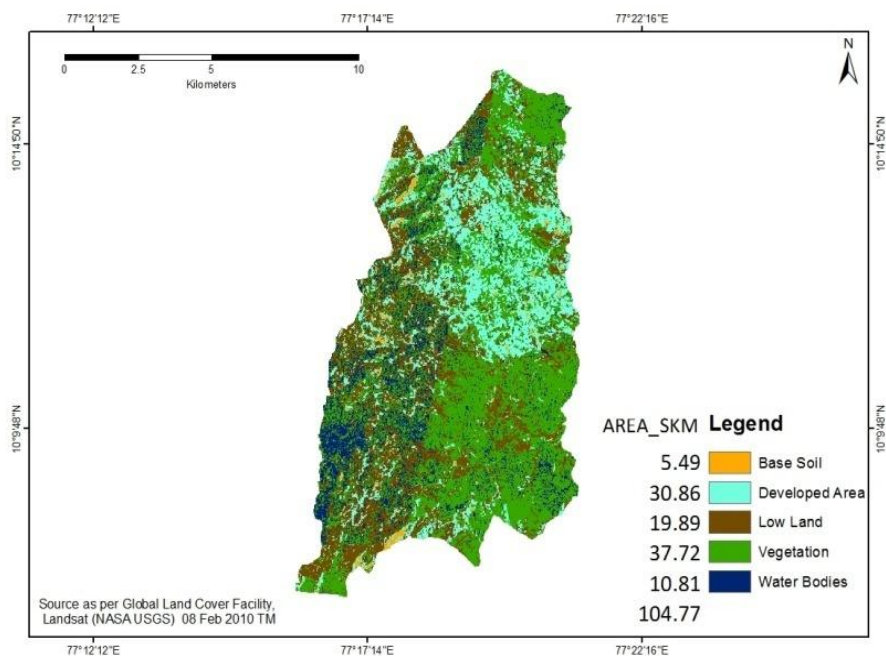 77°12'12"E 77°17'14"E 77°22'16"E
0 2.5 5 10
Kilometers
N
10°14'50"N 10°14'50"N
10°9'48"N 10°9'48"N
AREA_SKM Legend
5.49 Base Soil
30.86 Developed Area
19.89 Low Land
37.72 Vegetation
10.81 Water Bodies
104.77
Source as per Global Land Cover Facility,
Landsat (NASA USGS) 08 Feb 2010 TM
77°12'12"E 77°17'14"E 77°22'16"E